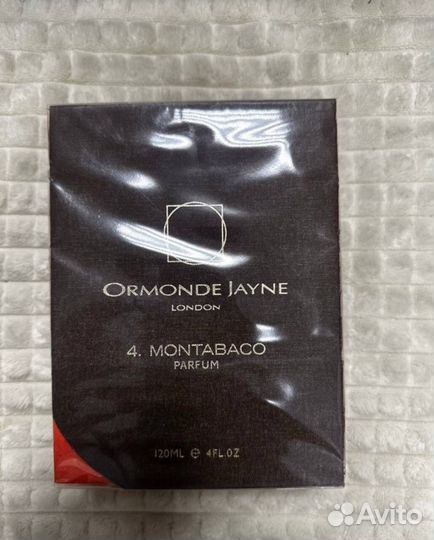 ORMONDE JAYNE
LONDON
4. MONTABACO
PARFUM
120ML ⊕ 4FL.OZ
Avito